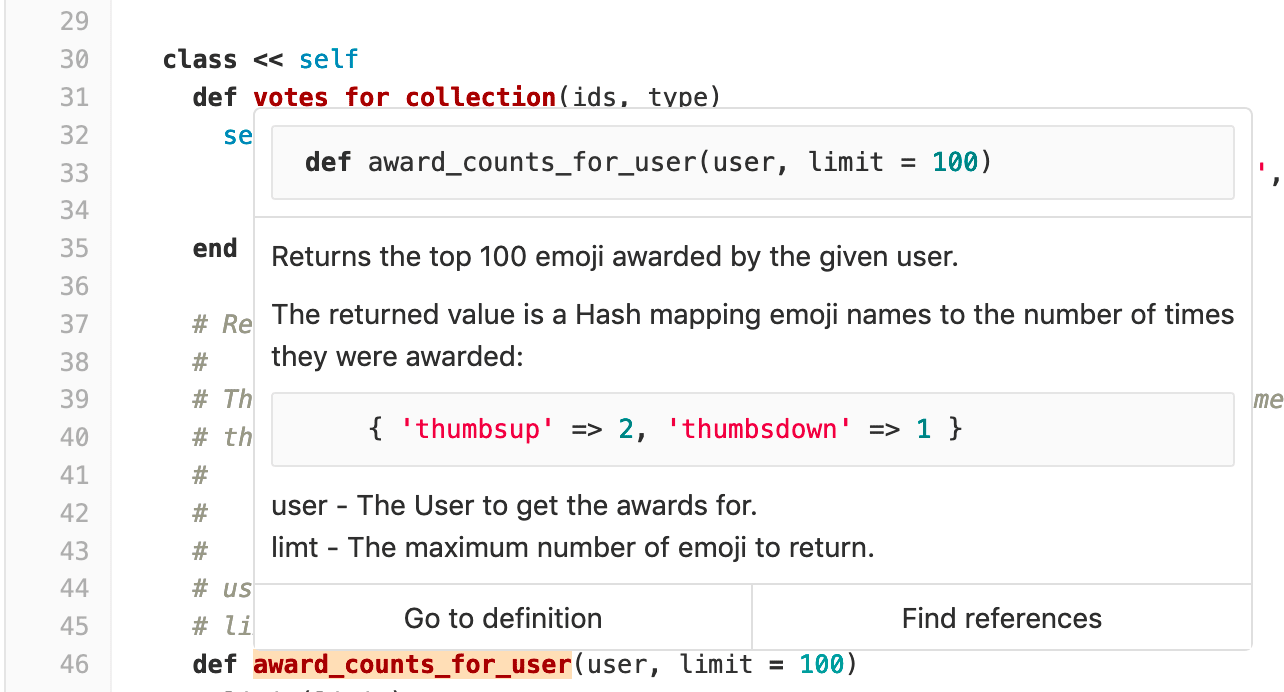 29
30 class << self
31 def votes_for_collection(ids, type)
32 se
def award_counts_for_user(user, limit = 100)
33 ',
34
35 end
Returns the top 100 emoji awarded by the given user.
36
37 # Re
The returned value is a Hash mapping emoji names to the number of times
they were awarded:
38 #
39 # Th me
40 # th
{ 'thumbsup' => 2, 'thumbsdown' => 1 }
41 #
42 #
user - The User to get the awards for.
43 #
limt - The maximum number of emoji to return.
44 # us
45 # li
Go to definition Find references
46 def award_counts_for_user(user, limit = 100)